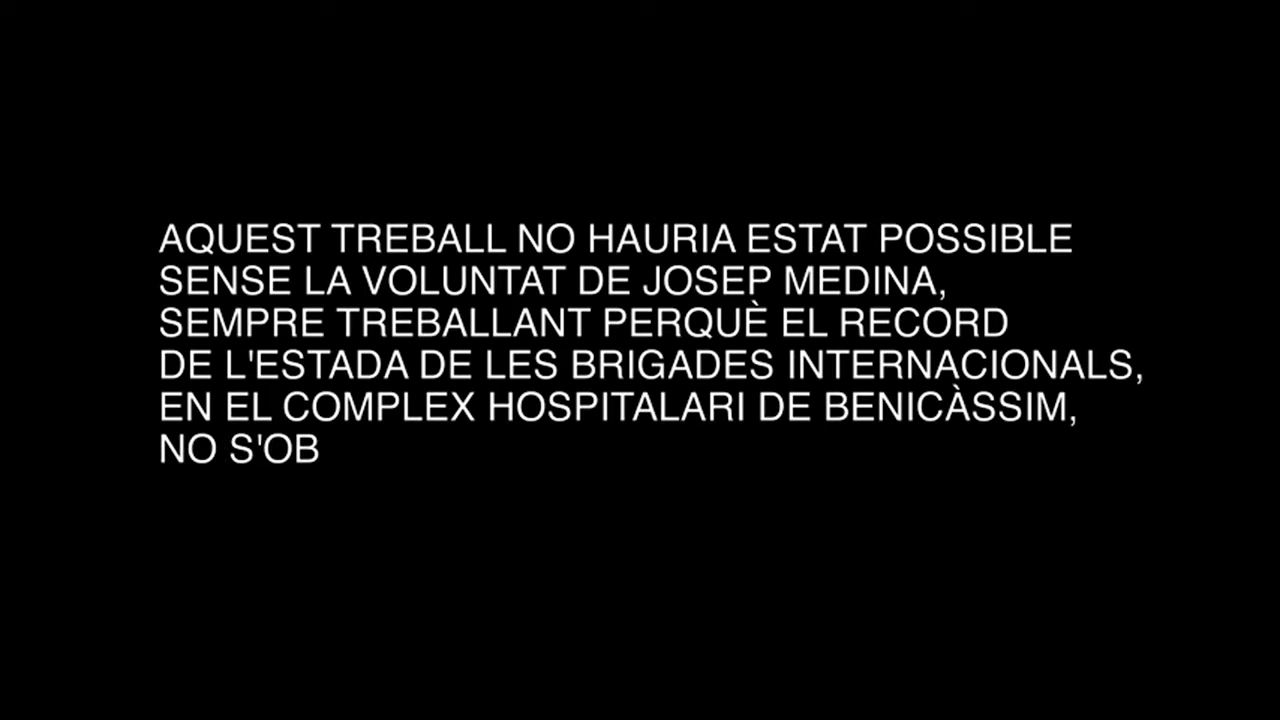 AQUEST TREBALL NO HAURIA ESTAT POSSIBLE
SENSE LA VOLUNTAT DE JOSEP MEDINA,
SEMPRE TREBALLANT PERQUÈ EL RECORD
DE L'ESTADA DE LES BRIGADES INTERNACIONALS,
EN EL COMPLEX HOSPITALARI DE BENICÀSSIM,
NO S'OB